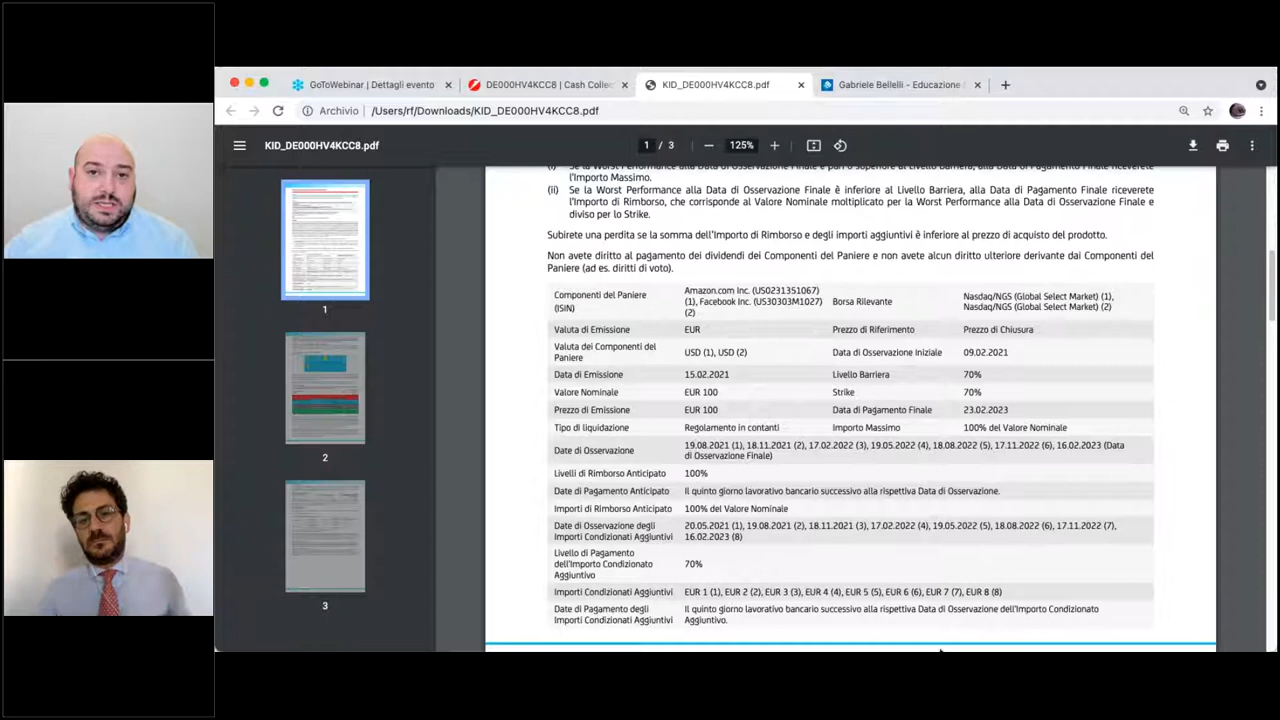 GoToWebinar | Dettagli evento
DE000HV4KCC8 | Cash Collec
KID_DE000HV4KCC8.pdf
Gabriele Bellelli - Educazione
Archivio | /Users/rf/Downloads/KID_DE000HV4KCC8.pdf
KID_DE000HV4KCC8.pdf
1 / 3
125%
1
2
3
l'Importo Massimo.
(ii) Se la Worst Performance alla Data di Osservazione Finale è inferiore al Livello Barriera, alla Data di Pagamento Finale riceverete
l'Importo di Rimborso, che corrisponde al Valore Nominale moltiplicato per la Worst Performance alla Data di Osservazione Finale e
diviso per lo Strike.
Subirete una perdita se la somma dell'Importo di Rimborso e degli importi aggiuntivi è inferiore al prezzo di acquisto del prodotto.
Non avete diritto al pagamento dei dividendi dei Componenti del Paniere e non avete alcun diritto ulteriore derivante dai Componenti del
Paniere (ad es. diritti di voto).
Componenti del Paniere
(ISIN)
Amazon.com Inc. (US0231351067)
(1), Facebook Inc. (US30303M1027)
(2)
Borsa Rilevante
Nasdaq/NGS (Global Select Market) (1),
Nasdaq/NGS (Global Select Market) (2)
Valuta di Emissione EUR Prezzo di Riferimento Prezzo di Chiusura
Valuta dei Componenti del
Paniere
USD (1), USD (2) Data di Osservazione Iniziale 09.02.2021
Data di Emissione 15.02.2021 Livello Barriera 70%
Valore Nominale EUR 100 Strike 70%
Prezzo di Emissione EUR 100 Data di Pagamento Finale 23.02.2023
Tipo di liquidazione Regolamento in contanti Importo Massimo 100% del Valore Nominale
Date di Osservazione
19.08.2021 (1), 18.11.2021 (2), 17.02.2022 (3), 19.05.2022 (4), 18.08.2022 (5), 17.11.2022 (6), 16.02.2023 (Data
di Osservazione Finale)
Livelli di Rimborso Anticipato 100%
Date di Pagamento Anticipato Il quinto giorno lavorativo bancario successivo alla rispettiva Data di Osservazione.
Importi di Rimborso Anticipato 100% del Valore Nominale
Date di Osservazione degli
Importi Condizionati Aggiuntivi
20.05.2021 (1), 19.08.2021 (2), 18.11.2021 (3), 17.02.2022 (4), 19.05.2022 (5), 18.08.2022 (6), 17.11.2022 (7),
16.02.2023 (8)
Livello di Pagamento
dell'Importo Condizionato
Aggiuntivo
70%
Importi Condizionati Aggiuntivi EUR 1 (1), EUR 2 (2), EUR 3 (3), EUR 4 (4), EUR 5 (5), EUR 6 (6), EUR 7 (7), EUR 8 (8)
Date di Pagamento degli
Importi Condizionati Aggiuntivi
Il quinto giorno lavorativo bancario successivo alla rispettiva Data di Osservazione dell'Importo Condizionato
Aggiuntivo.